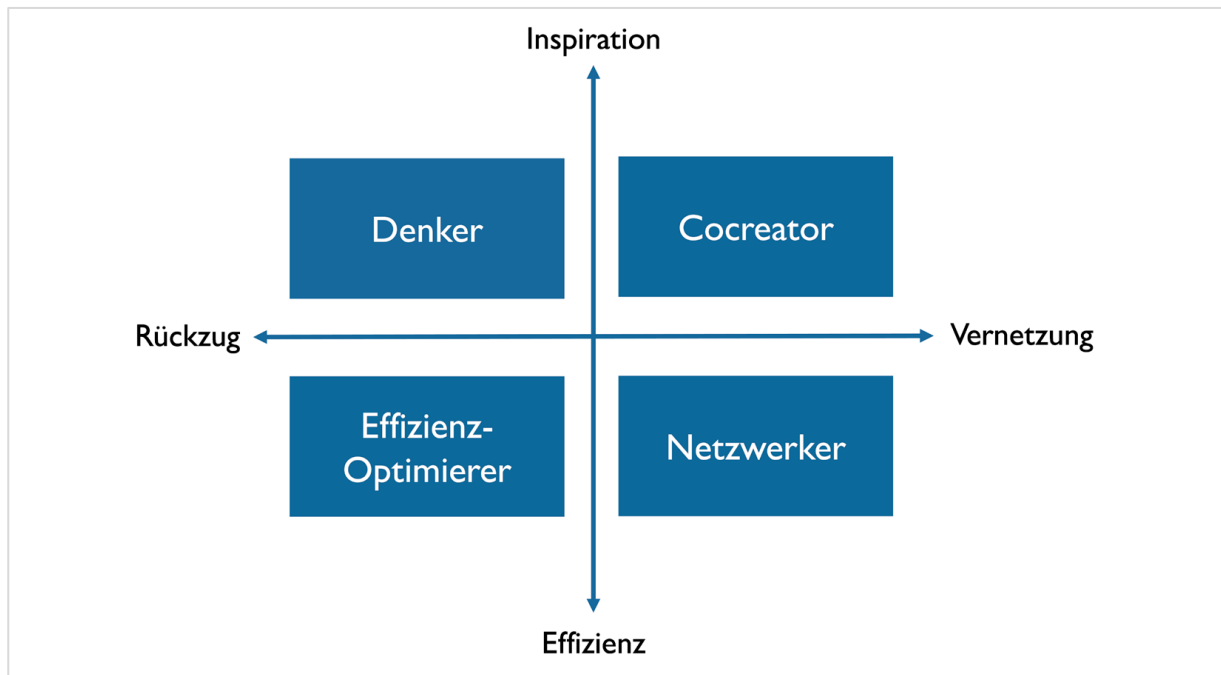 Inspiration
Denker
Cocreator
Rückzug
Vernetzung
Effizienz-
Optimierer
Netzwerker
Effizienz